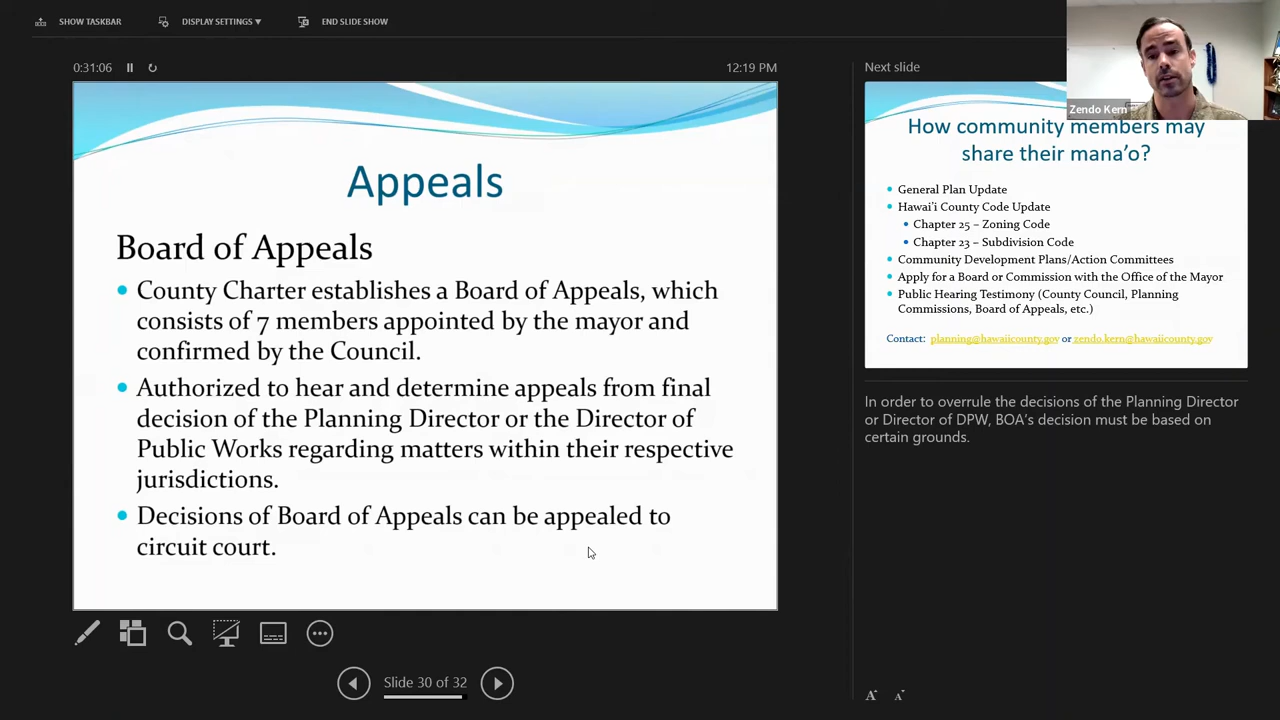 SHOW TASKBAR
DISPLAY SETTINGS ▼
END SLIDE SHOW
0:31:06
12:19 PM
Appeals
Board of Appeals
• County Charter establishes a Board of Appeals, which
consists of 7 members appointed by the mayor and
confirmed by the Council.
• Authorized to hear and determine appeals from final
decision of the Planning Director or the Director of
Public Works regarding matters within their respective
jurisdictions.
• Decisions of Board of Appeals can be appealed to
circuit court.
Slide 30 of 32
Next slide
Zendo Kern
How community members may
share their mana’o?
• General Plan Update
• Hawai’i County Code Update
• Chapter 25 – Zoning Code
• Chapter 23 – Subdivision Code
• Community Development Plans/Action Committees
• Apply for a Board or Commission with the Office of the Mayor
• Public Hearing Testimony (County Council, Planning
Commissions, Board of Appeals, etc.)
Contact: planning@hawaiicounty.gov or zendo.kern@hawaiicounty.gov
In order to overrule the decisions of the Planning Director
or Director of DPW, BOA’s decision must be based on
certain grounds.
A A